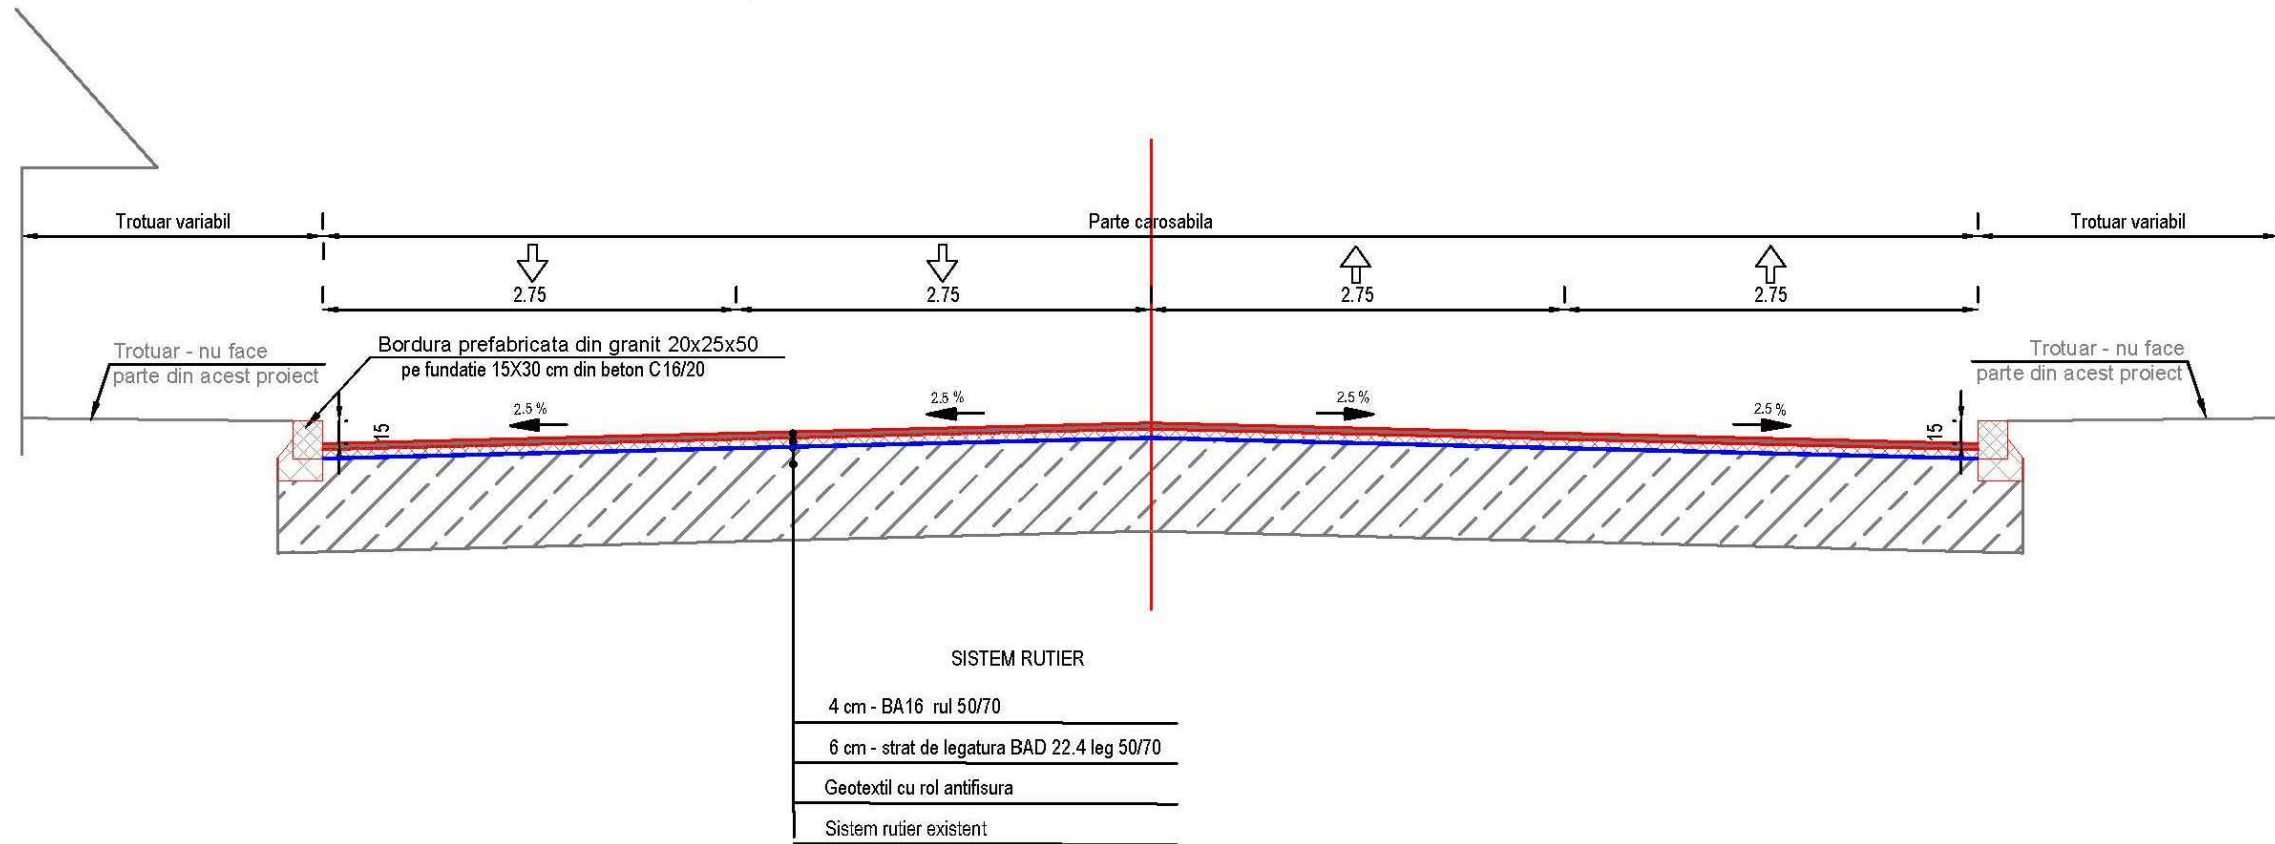 Trotuar variabil
Parte carosabila
Trotuar variabil
2.75
2.75
2.75
2.75
Trotuar - nu face
parte din acest proiect
Bordura prefabricata din granit 20x25x50
pe fundatie 15X30 cm din beton C16/20
Trotuar - nu face
parte din acest proiect
2.5 %
2.5 %
2.5 %
2.5 %
15
15
SISTEM RUTIER
4 cm - BA16 rul 50/70
6 cm - strat de legatura BAD 22.4 leg 50/70
Geotextil cu rol antifisura
Sistem rutier existent